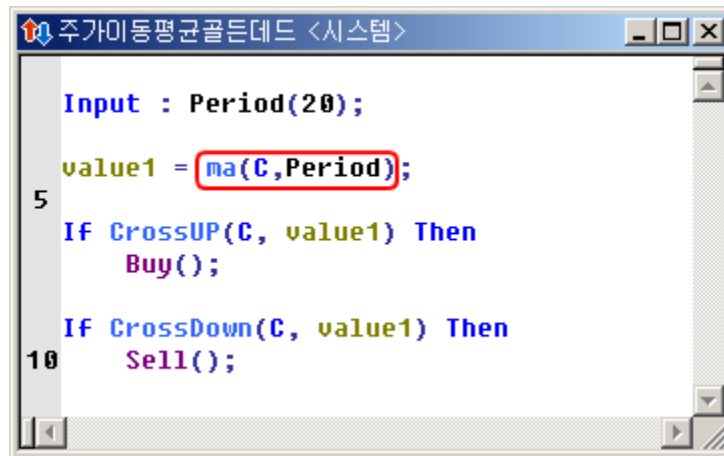 주가이동평균골든데드 <시스템>
Input : Period(20);
value1 = ma(C,Period);
5
If CrossUP(C, value1) Then
Buy();
If CrossDown(C, value1) Then
10 Sell();